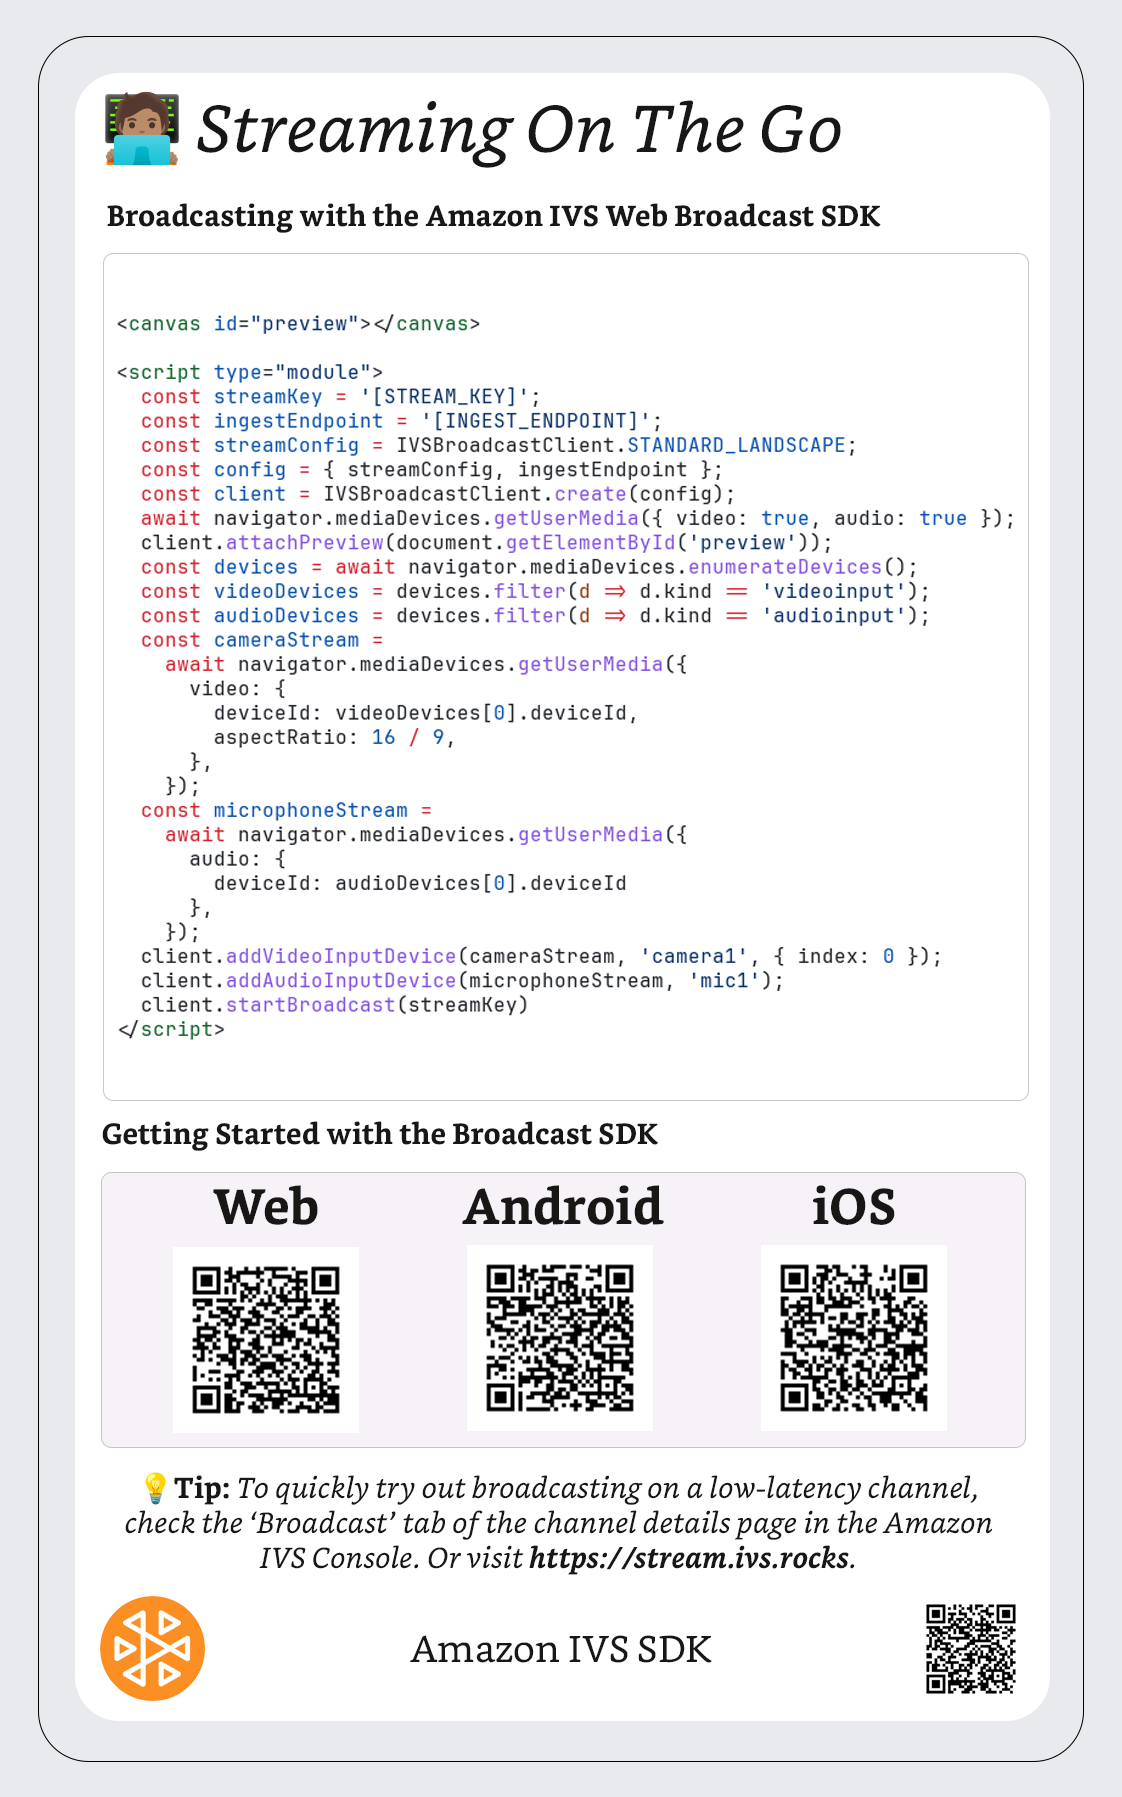 Streaming On The Go
Broadcasting with the Amazon IVS Web Broadcast SDK
<canvas id="preview"></canvas>
<script type="module">
  const streamKey = '[STREAM_KEY]';
  const ingestEndpoint = '[INGEST_ENDPOINT]';
  const streamConfig = IVSBroadcastClient.STANDARD_LANDSCAPE;
  const config = { streamConfig, ingestEndpoint };
  const client = IVSBroadcastClient.create(config);
  await navigator.mediaDevices.getUserMedia({ video: true, audio: true });
  client.attachPreview(document.getElementById('preview'));
  const devices = await navigator.mediaDevices.enumerateDevices();
  const videoDevices = devices.filter(d => d.kind == 'videoinput');
  const audioDevices = devices.filter(d => d.kind == 'audioinput');
  const cameraStream =
    await navigator.mediaDevices.getUserMedia({
      video: {
        deviceId: videoDevices[0].deviceId,
        aspectRatio: 16 / 9,
      },
    });
  const microphoneStream =
    await navigator.mediaDevices.getUserMedia({
      audio: {
        deviceId: audioDevices[0].deviceId
      },
    });
  client.addVideoInputDevice(cameraStream, 'camera1', { index: 0 });
  client.addAudioInputDevice(microphoneStream, 'mic1');
  client.startBroadcast(streamKey)
</script>
Getting Started with the Broadcast SDK
Web Android iOS
💡Tip: To quickly try out broadcasting on a low-latency channel,
check the ‘Broadcast’ tab of the channel details page in the Amazon
IVS Console. Or visit https://stream.ivs.rocks.
Amazon IVS SDK